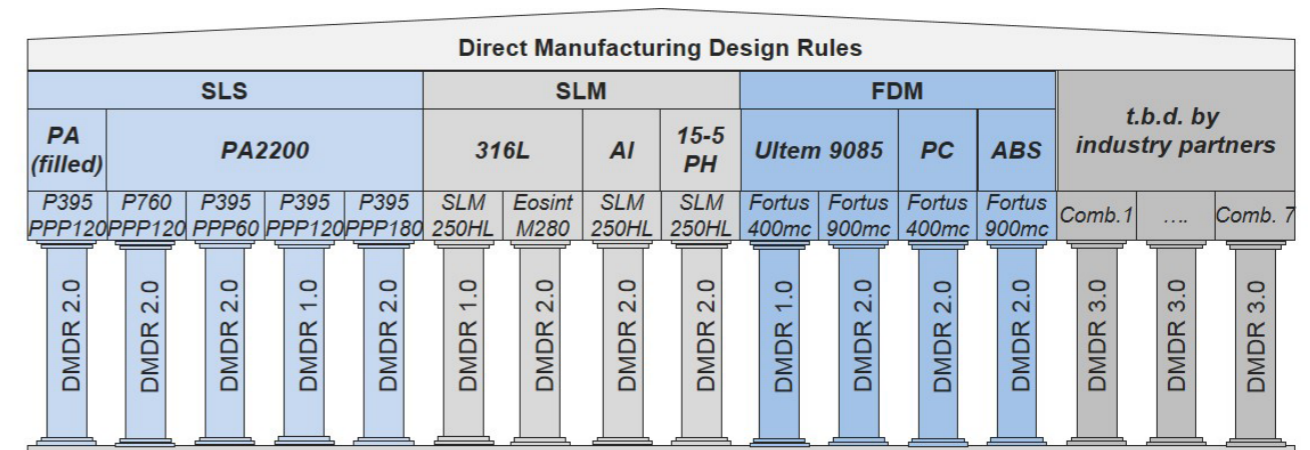 Direct Manufacturing Design Rules
SLS
SLM
FDM
t.b.d. by
industry partners
PA
(filled)
PA2200
316L
Al
15-5
PH
Ultem 9085
PC
ABS
P395
PPP120
P760
PPP120
P395
PPP60
P395
PPP120
P395
PPP180
SLM
250HL
Eosint
M280
SLM
250HL
SLM
250HL
Fortus
400mc
Fortus
900mc
Fortus
400mc
Fortus
900mc
Comb.1
....
Comb. 7
DMDR 2.0
DMDR 2.0
DMDR 2.0
DMDR 1.0
DMDR 2.0
DMDR 1.0
DMDR 2.0
DMDR 2.0
DMDR 2.0
DMDR 1.0
DMDR 2.0
DMDR 2.0
DMDR 2.0
DMDR 3.0
DMDR 3.0
DMDR 3.0